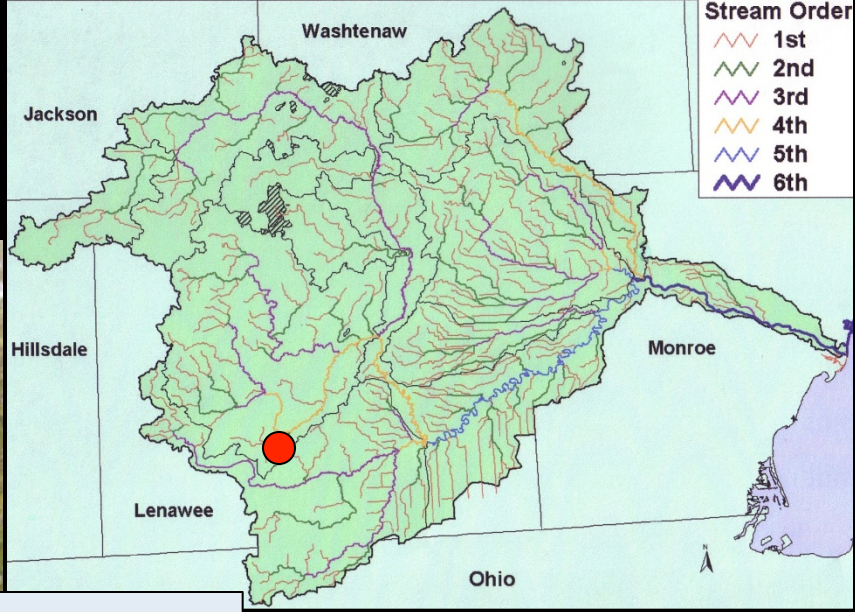 Stream Order
1st
2nd
3rd
4th
5th
6th
Washtenaw
Jackson
Hillsdale
Monroe
Lenawee
N
Ohio